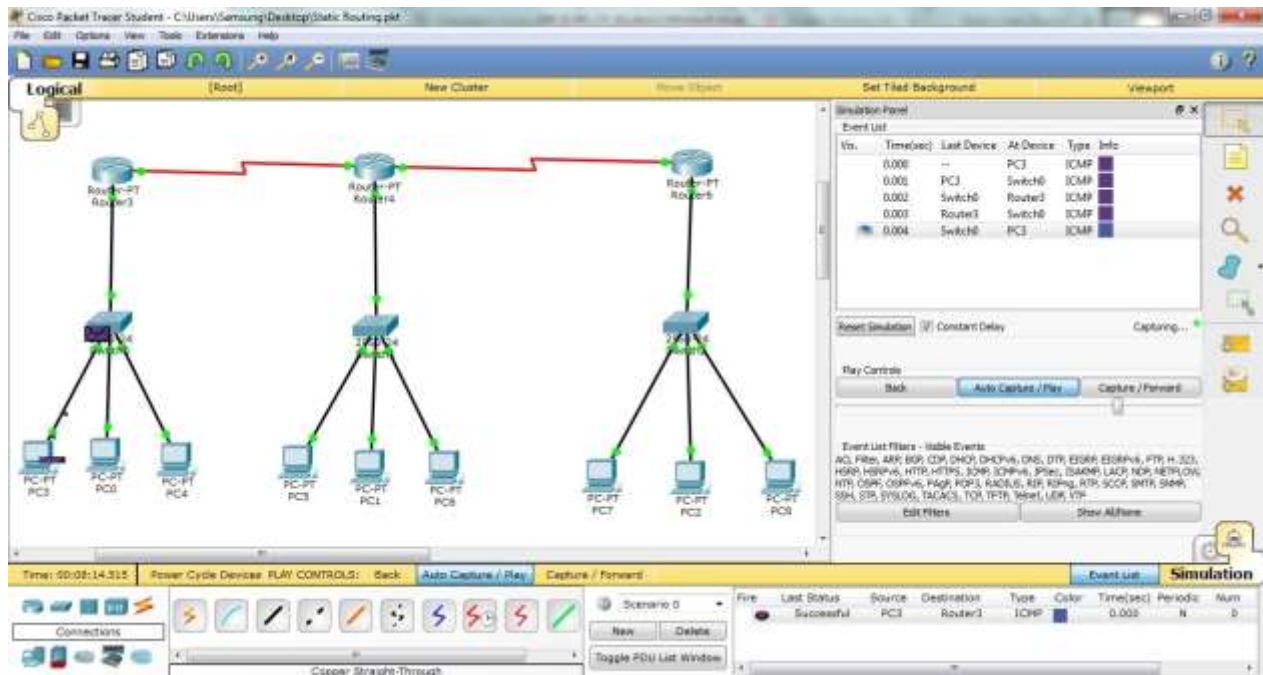 Cisco Packet Tracer Student - C:\Users\Samsung\Desktop\Static Routing.pkt
File Edit Options View Tools Extensions Help
Logical [Root] New Cluster Move Object Set Tiled Background Viewport
Simulation Panel
Event List
Vis. Time(sec) Last Device At Device Type Info
0.000 -- PC3 ICMP
0.001 PC3 Switch0 ICMP
0.002 Switch0 Router3 ICMP
0.003 Router3 Switch0 ICMP
0.004 Switch0 PC3 ICMP
Reset Simulation Constant Delay Capturing...
Play Controls
Back Auto Capture / Play Capture / Forward
Event List Filters - Visible Events
ACL Filter, ARP, BGP, CDP, DHCP, DHCPv6, DNS, DTP, EIGRP, EIGRPv6, FTP, H.323,
HSRP, HSRPv6, HTTP, HTTPS, ICMP, ICMPv6, IPSec, ISAKMP, LACP, NDP, NETFLOW,
NTP, OSPF, OSPFv6, PAgP, POP3, RADIUS, RIP, RIPng, RTP, SCCP, SMTP, SNMP,
SSH, STP, SYSLOG, TACACS, TCP, TFTP, Telnet, UDP, VTP
Edit Filters Show All/None
Router-PT
Router3
Router-PT
Router4
Router-PT
Router5
PC-PT
PC3
PC-PT
PC0
PC-PT
PC4
PC-PT
PC5
PC-PT
PC1
PC-PT
PC6
PC-PT
PC7
PC-PT
PC2
PC-PT
Time: 00:08:14.315 Power Cycle Devices PLAY CONTROLS: Back Auto Capture / Play Capture / Forward Event List Simulation
Connections
Copper Straight-Through
Scenario 0
New Delete
Toggle PDU List Window
Fire Last Status Source Destination Type Color Time(sec) Periodic Num
Successful PC3 Router3 ICMP 0.000 N 0